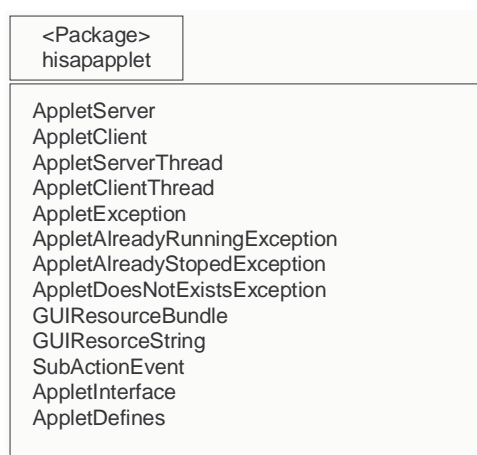 <Package>
hisapapplet
AppletServer
AppletClient
AppletServerThread
AppletClientThread
AppletException
AppletAlreadyRunningException
AppletAlreadyStopedException
AppletDoesNotExistsException
GUIResourceBundle
GUIResorceString
SubActionEvent
AppletInterface
AppletDefines